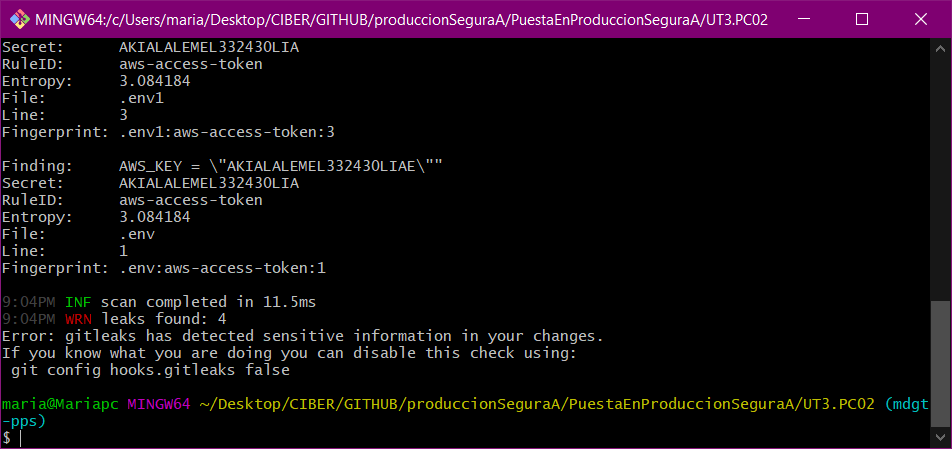 MINGW64:/c/Users/maria/Desktop/CIBER/GITHUB/produccionSeguraA/PuestaEnProduccionSeguraA/UT3.PC02
Secret:      AKIALALEMEL33243OLIA
RuleID:      aws-access-token
Entropy:     3.084184
File:        .env1
Line:        3
Fingerprint: .env1:aws-access-token:3

Finding:     AWS_KEY = \"AKIALALEMEL33243OLIAE\""
Secret:      AKIALALEMEL33243OLIA
RuleID:      aws-access-token
Entropy:     3.084184
File:        .env
Line:        1
Fingerprint: .env:aws-access-token:1

9:04PM INF scan completed in 11.5ms
9:04PM WRN leaks found: 4
Error: gitleaks has detected sensitive information in your changes.
If you know what you are doing you can disable this check using:
 git config hooks.gitleaks false

maria@Mariapc MINGW64 ~/Desktop/CIBER/GITHUB/produccionSeguraA/PuestaEnProduccionSeguraA/UT3.PC02 (mdgt
-pps)
$